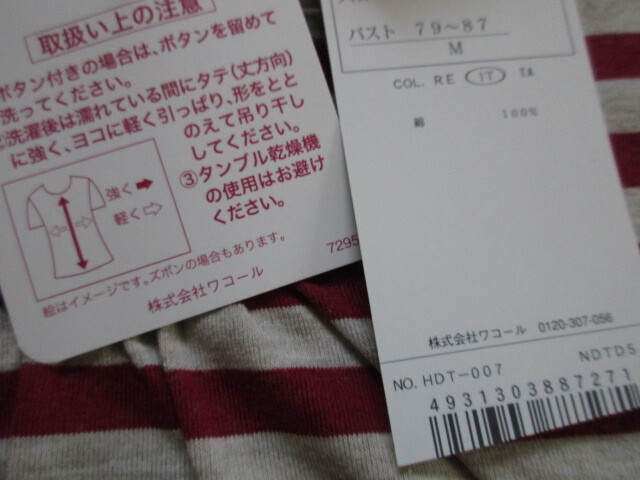 取扱い上の注意
ボタン付きの場合は、ボタンを留めて
洗ってください。
洗濯後は濡れている間にタテ(丈方向)
に強く、ヨコに軽く引っぱり、形をとと
のえて吊り干し
してください。
③タンブル乾燥機
の使用はお避け
ください。
強く
軽く
絵はイメージです。ズボンの場合もあります。
7295
株式会社ワコール
バスト 79〜87
M
COL. RE IT TA
綿 100%
株式会社ワコール 0120-307-056
NO. HDT-007 NDTDS
4931303887271